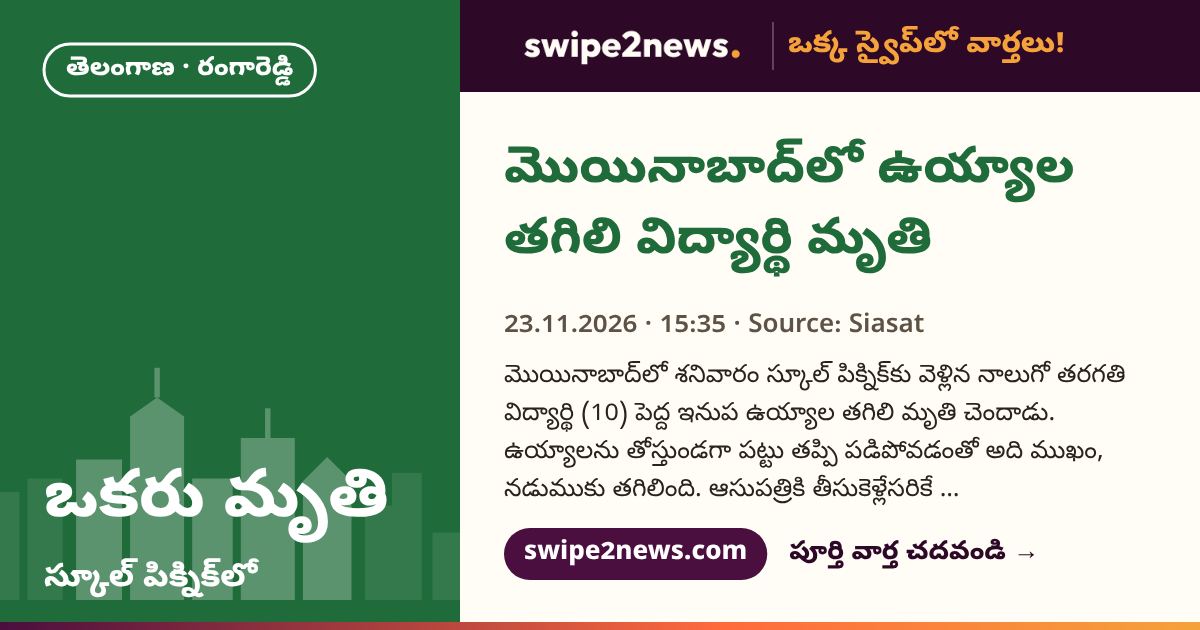 తెలంగాణ · రంగారెడ్డి
ఒకరు మృతి
స్కూల్ పిక్నిక్‌లో
swipe2news.
ఒక్క స్వైప్‌లో వార్తలు!
మొయినాబాద్‌లో ఉయ్యాల
తగిలి విద్యార్థి మృతి
23.11.2026 · 15:35 · Source: Siasat
మొయినాబాద్‌లో శనివారం స్కూల్ పిక్నిక్‌కు వెళ్లిన నాలుగో తరగతి
విద్యార్థి (10) పెద్ద ఇనుప ఉయ్యాల తగిలి మృతి చెందాడు.
ఉయ్యాలను తోస్తుండగా పట్టు తప్పి పడిపోవడంతో అది ముఖం,
నడుముకు తగిలింది. ఆసుపత్రికి తీసుకెళ్లేసరికే ...
swipe2news.com
పూర్తి వార్త చదవండి →